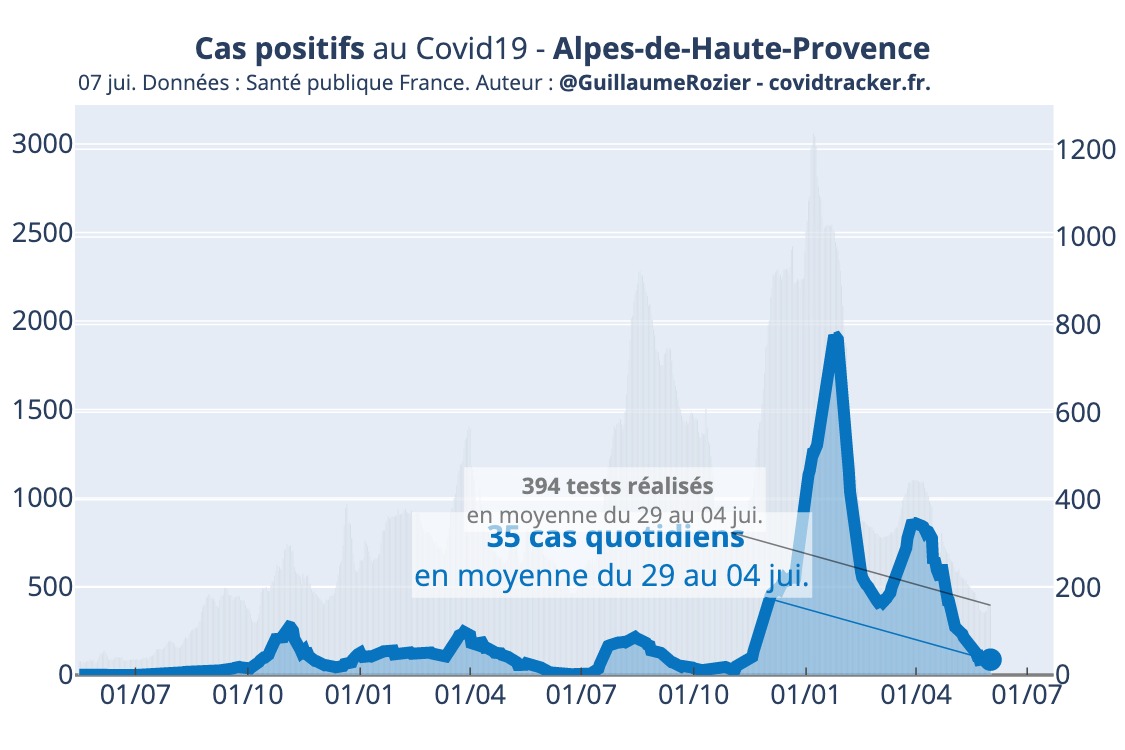 Cas positifs au Covid19 - Alpes-de-Haute-Provence
07 jui. Données : Santé publique France. Auteur : @GuillaumeRozier - covidtracker.fr.
3000
2500
2000
1500
1000
500
0
1200
1000
800
600
400
200
0
394 tests réalisés
en moyenne du 29 au 04 jui.
35 cas quotidiens
en moyenne du 29 au 04 jui.
01/07 01/10 01/01 01/04 01/07 01/10 01/01 01/04 01/07